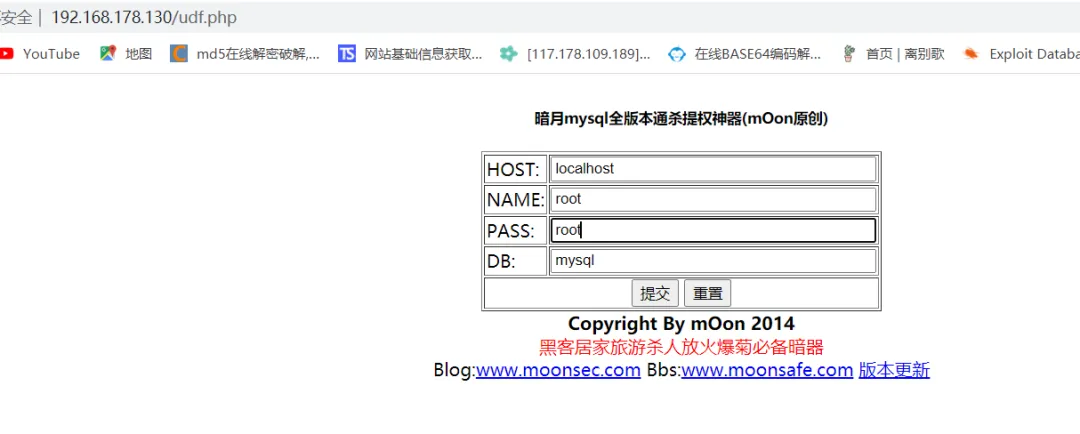 不安全 | 192.168.178.130/udf.php
YouTube 地图 md5在线解密破解,... TS 网站基础信息获取... [117.178.109.189]... 在线BASE64编码解... 首页 | 离别歌 Exploit Databa
暗月mysql全版本通杀提权神器(mOon原创)
HOST: localhost
NAME: root
PASS: root
DB: mysql
提交 重置
Copyright By mOon 2014
黑客居家旅游杀人放火爆菊必备暗器
Blog:www.moonsec.com Bbs:www.moonsafe.com 版本更新